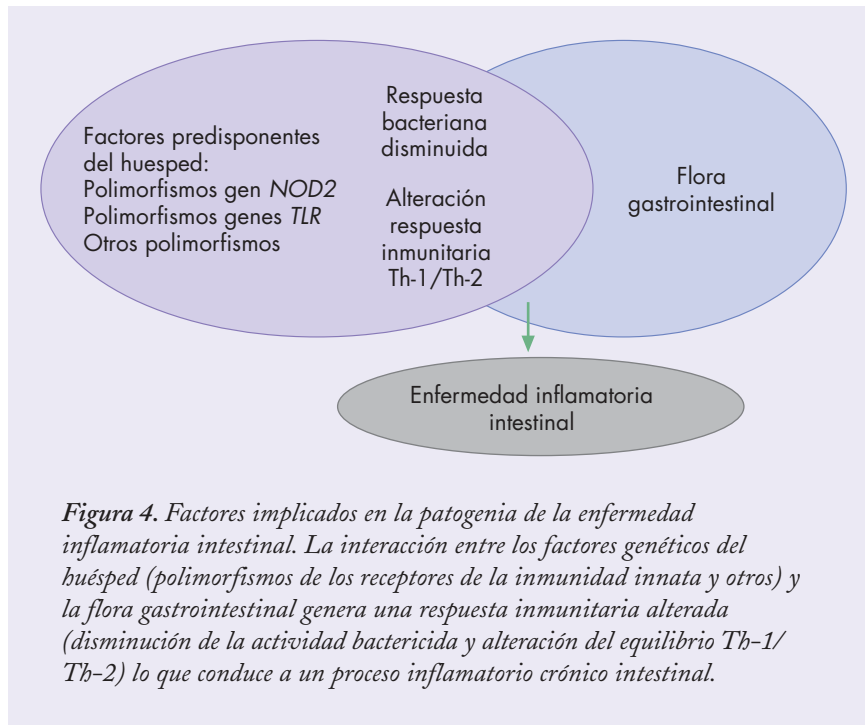 Factores predisponentes
del huesped:
Polimorfismos gen NOD2
Polimorfismos genes TLR
Otros polimorfismos
Respuesta
bacteriana
disminuida
Alteración
respuesta
inmunitaria
Th-1/Th-2
Flora
gastrointestinal
Enfermedad inflamatoria
intestinal
Figura 4. Factores implicados en la patogenia de la enfermedad
inflamatoria intestinal. La interacción entre los factores genéticos del
huésped (polimorfismos de los receptores de la inmunidad innata y otros) y
la flora gastrointestinal genera una respuesta inmunitaria alterada
(disminución de la actividad bactericida y alteración del equilibrio Th-1/
Th-2) lo que conduce a un proceso inflamatorio crónico intestinal.